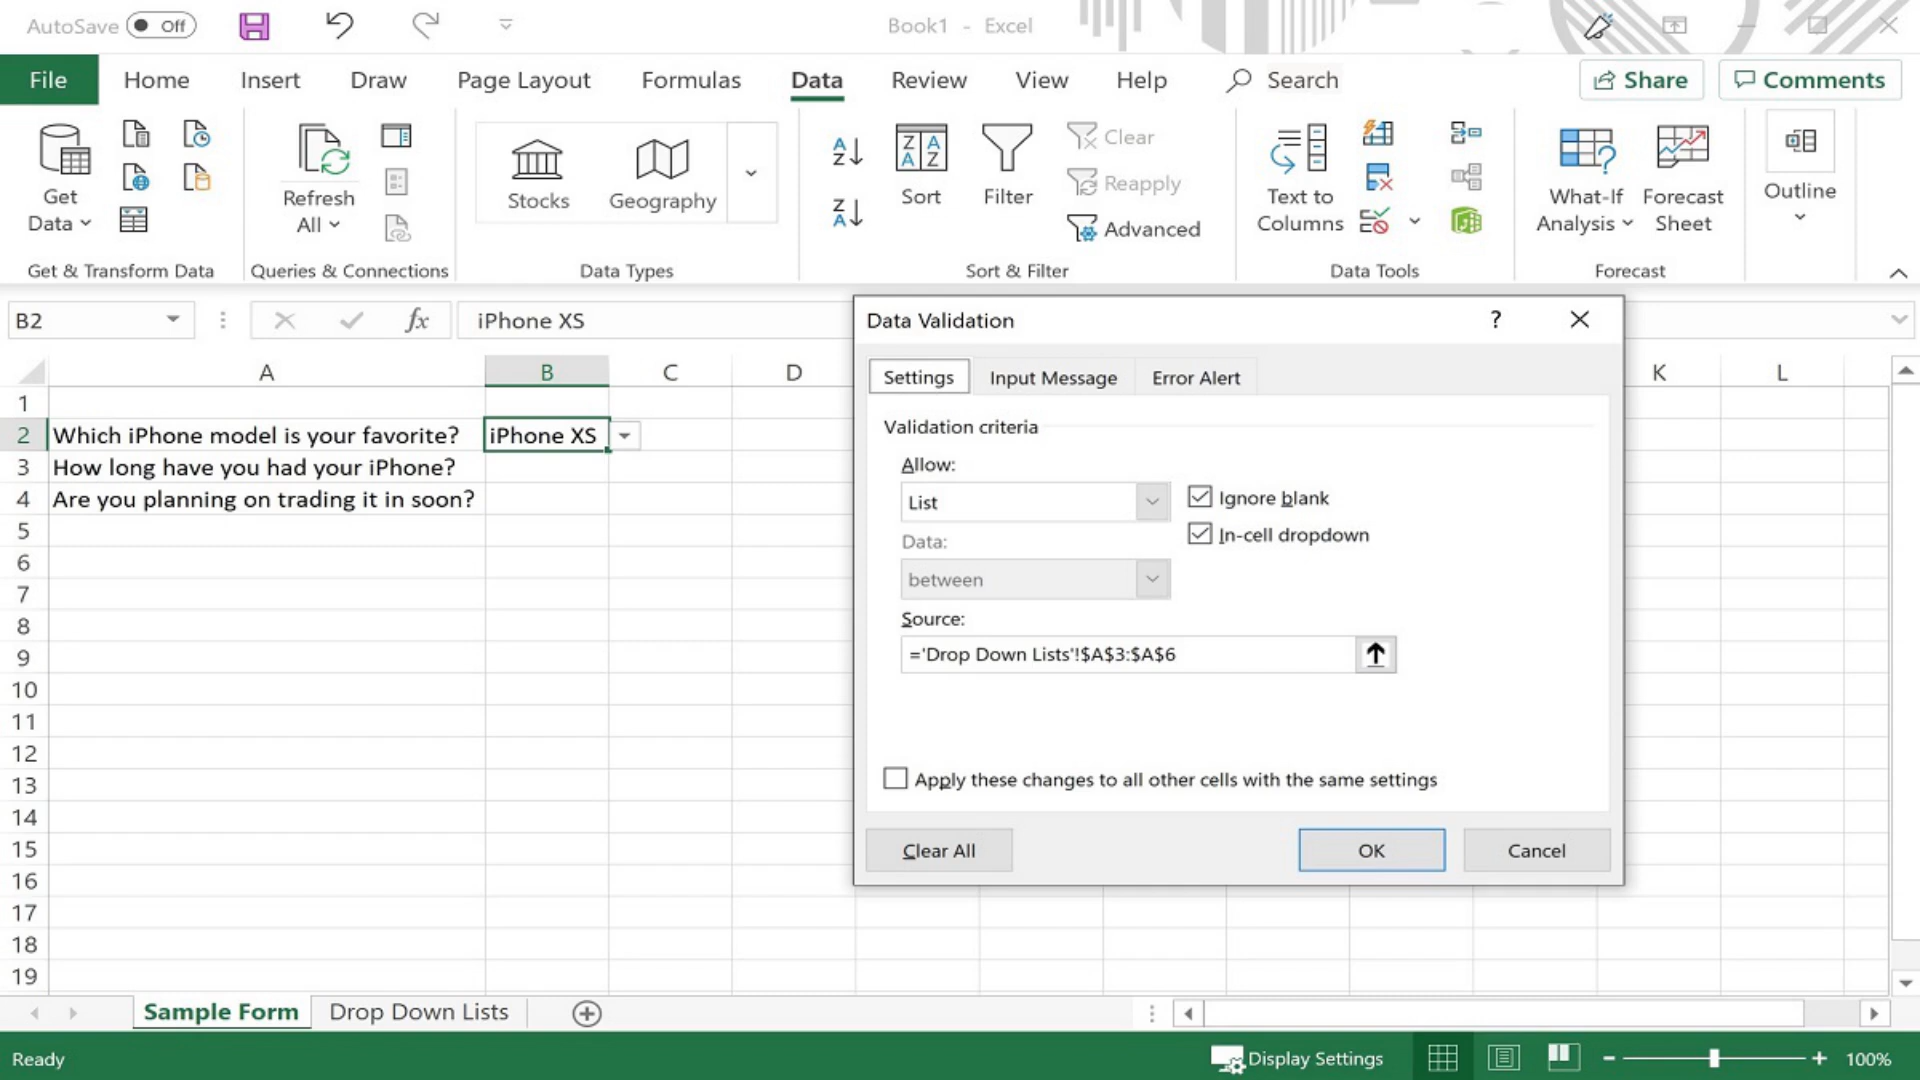 AutoSave Off Book1 - Excel
File Home Insert Draw Page Layout Formulas Data Review View Help Search Share Comments
Get Data
Refresh All
Stocks
Geography
A Z
Z A
Z A A Z
Sort
Filter
Clear
Reapply
Advanced
Text to Columns
What-If Analysis
Forecast Sheet
Outline
Get & Transform Data Queries & Connections Data Types Sort & Filter Data Tools Forecast
B2 fx iPhone XS
A B C D K L
1
2 Which iPhone model is your favorite? iPhone XS
3 How long have you had your iPhone?
4 Are you planning on trading it in soon?
5
6
7
8
9
10
11
12
13
14
15
16
17
18
19
Data Validation ?
Settings Input Message Error Alert
Validation criteria
Allow:
List
Ignore blank
In-cell dropdown
Data:
between
Source:
='Drop Down Lists'!$A$3:$A$6
Apply these changes to all other cells with the same settings
Clear All OK Cancel
Sample Form Drop Down Lists
Ready Display Settings 100%